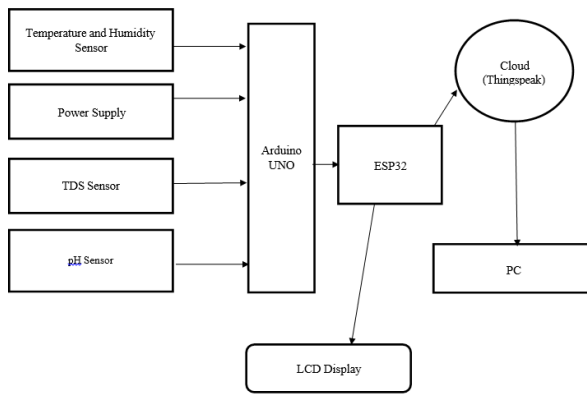 Temperature and Humidity
Sensor
Power Supply
TDS Sensor
pH Sensor
Arduino
UNO
ESP32
Cloud
(Thingspeak)
PC
LCD Display